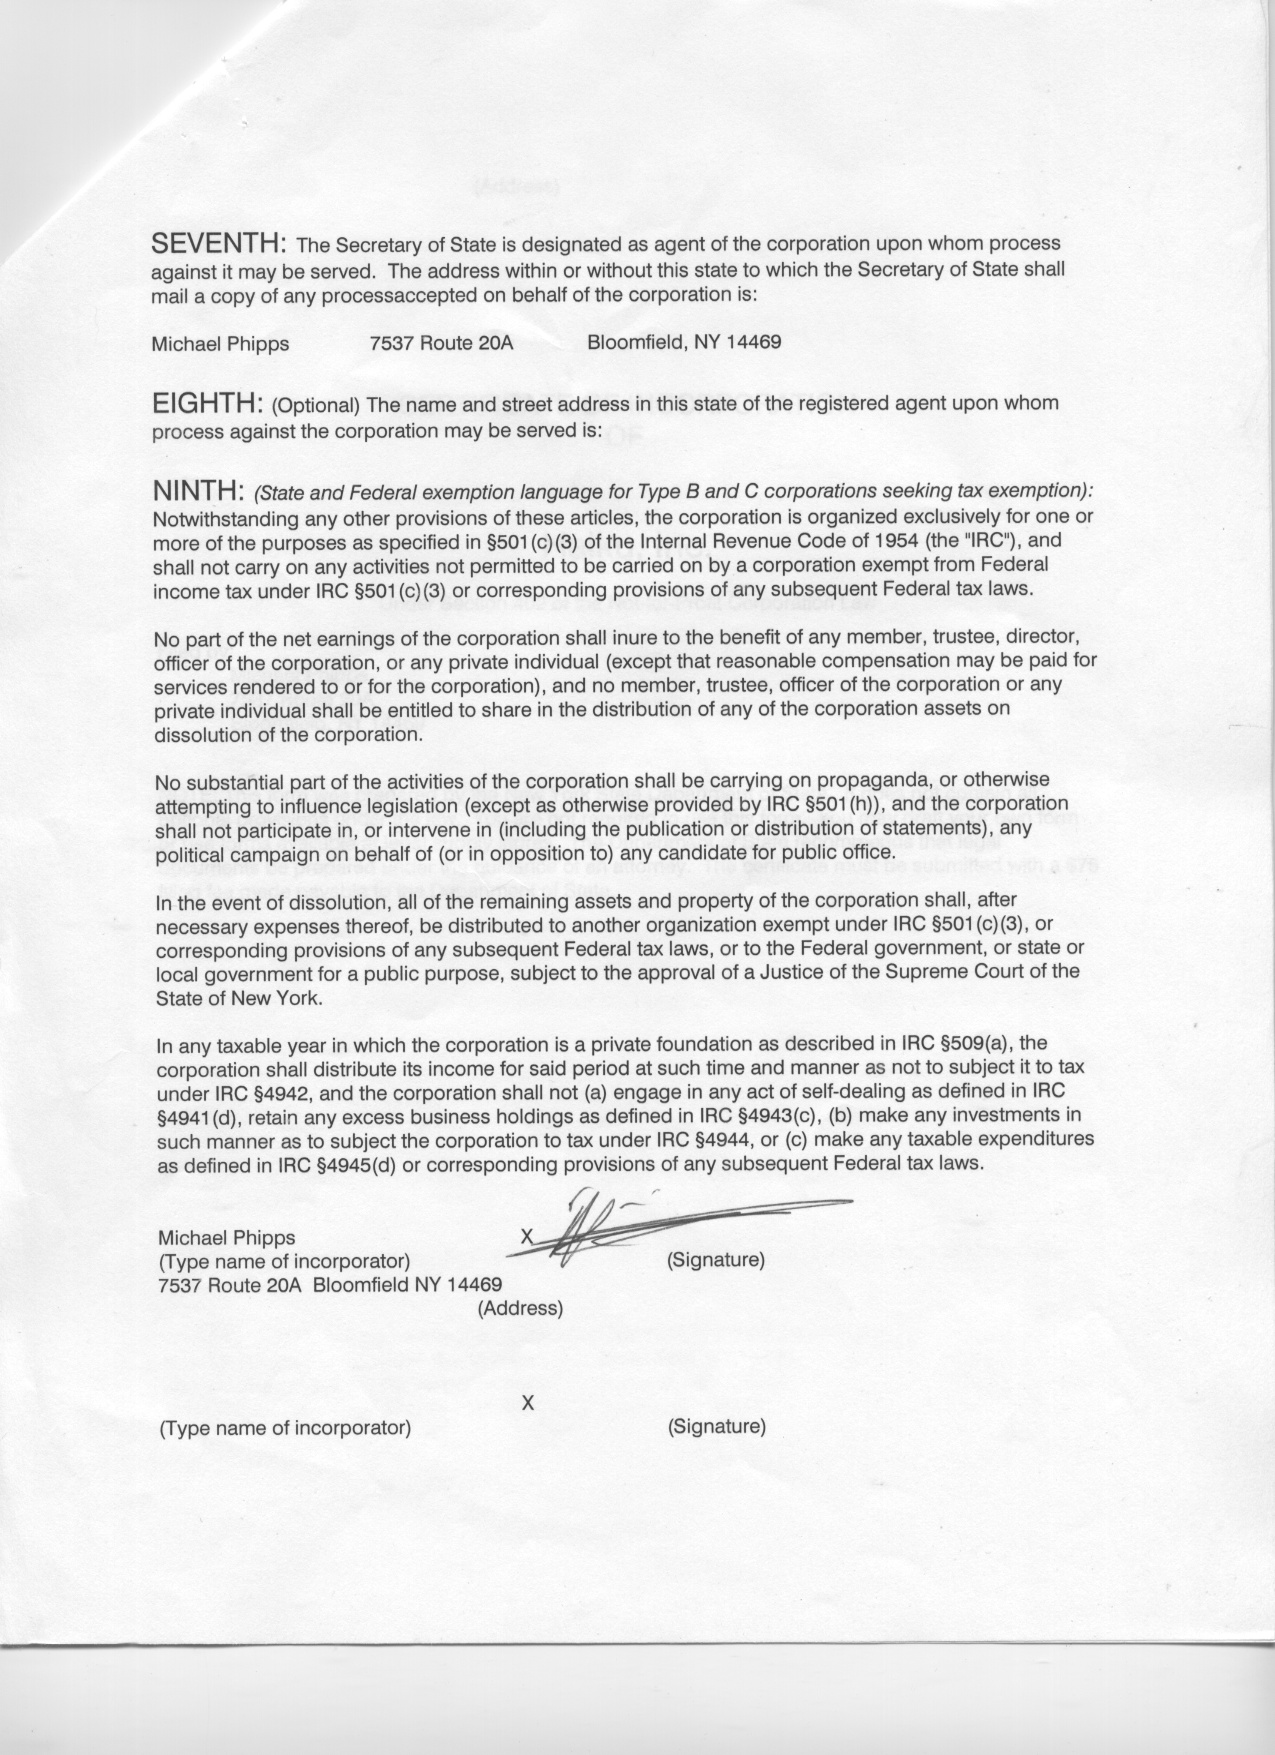 SEVENTH: The Secretary of State is designated as agent of the corporation upon whom process
against it may be served. The address within or without this state to which the Secretary of State shall
mail a copy of any processaccepted on behalf of the corporation is:
Michael Phipps 7537 Route 20A Bloomfield, NY 14469
EIGHTH: (Optional) The name and street address in this state of the registered agent upon whom
process against the corporation may be served is:
NINTH: (State and Federal exemption language for Type B and C corporations seeking tax exemption):
Notwithstanding any other provisions of these articles, the corporation is organized exclusively for one or
more of the purposes as specified in §501(c)(3) of the Internal Revenue Code of 1954 (the "IRC"), and
shall not carry on any activities not permitted to be carried on by a corporation exempt from Federal
income tax under IRC §501(c)(3) or corresponding provisions of any subsequent Federal tax laws.
No part of the net earnings of the corporation shall inure to the benefit of any member, trustee, director,
officer of the corporation, or any private individual (except that reasonable compensation may be paid for
services rendered to or for the corporation), and no member, trustee, officer of the corporation or any
private individual shall be entitled to share in the distribution of any of the corporation assets on
dissolution of the corporation.
No substantial part of the activities of the corporation shall be carrying on propaganda, or otherwise
attempting to influence legislation (except as otherwise provided by IRC §501(h)), and the corporation
shall not participate in, or intervene in (including the publication or distribution of statements), any
political campaign on behalf of (or in opposition to) any candidate for public office.
In the event of dissolution, all of the remaining assets and property of the corporation shall, after
necessary expenses thereof, be distributed to another organization exempt under IRC §501(c)(3), or
corresponding provisions of any subsequent Federal tax laws, or to the Federal government, or state or
local government for a public purpose, subject to the approval of a Justice of the Supreme Court of the
State of New York.
In any taxable year in which the corporation is a private foundation as described in IRC §509(a), the
corporation shall distribute its income for said period at such time and manner as not to subject it to tax
under IRC §4942, and the corporation shall not (a) engage in any act of self-dealing as defined in IRC
§4941(d), retain any excess business holdings as defined in IRC §4943(c), (b) make any investments in
such manner as to subject the corporation to tax under IRC §4944, or (c) make any taxable expenditures
as defined in IRC §4945(d) or corresponding provisions of any subsequent Federal tax laws.
Michael Phipps X
(Type name of incorporator) (Signature)
7537 Route 20A Bloomfield NY 14469
(Address)
X
(Type name of incorporator) (Signature)